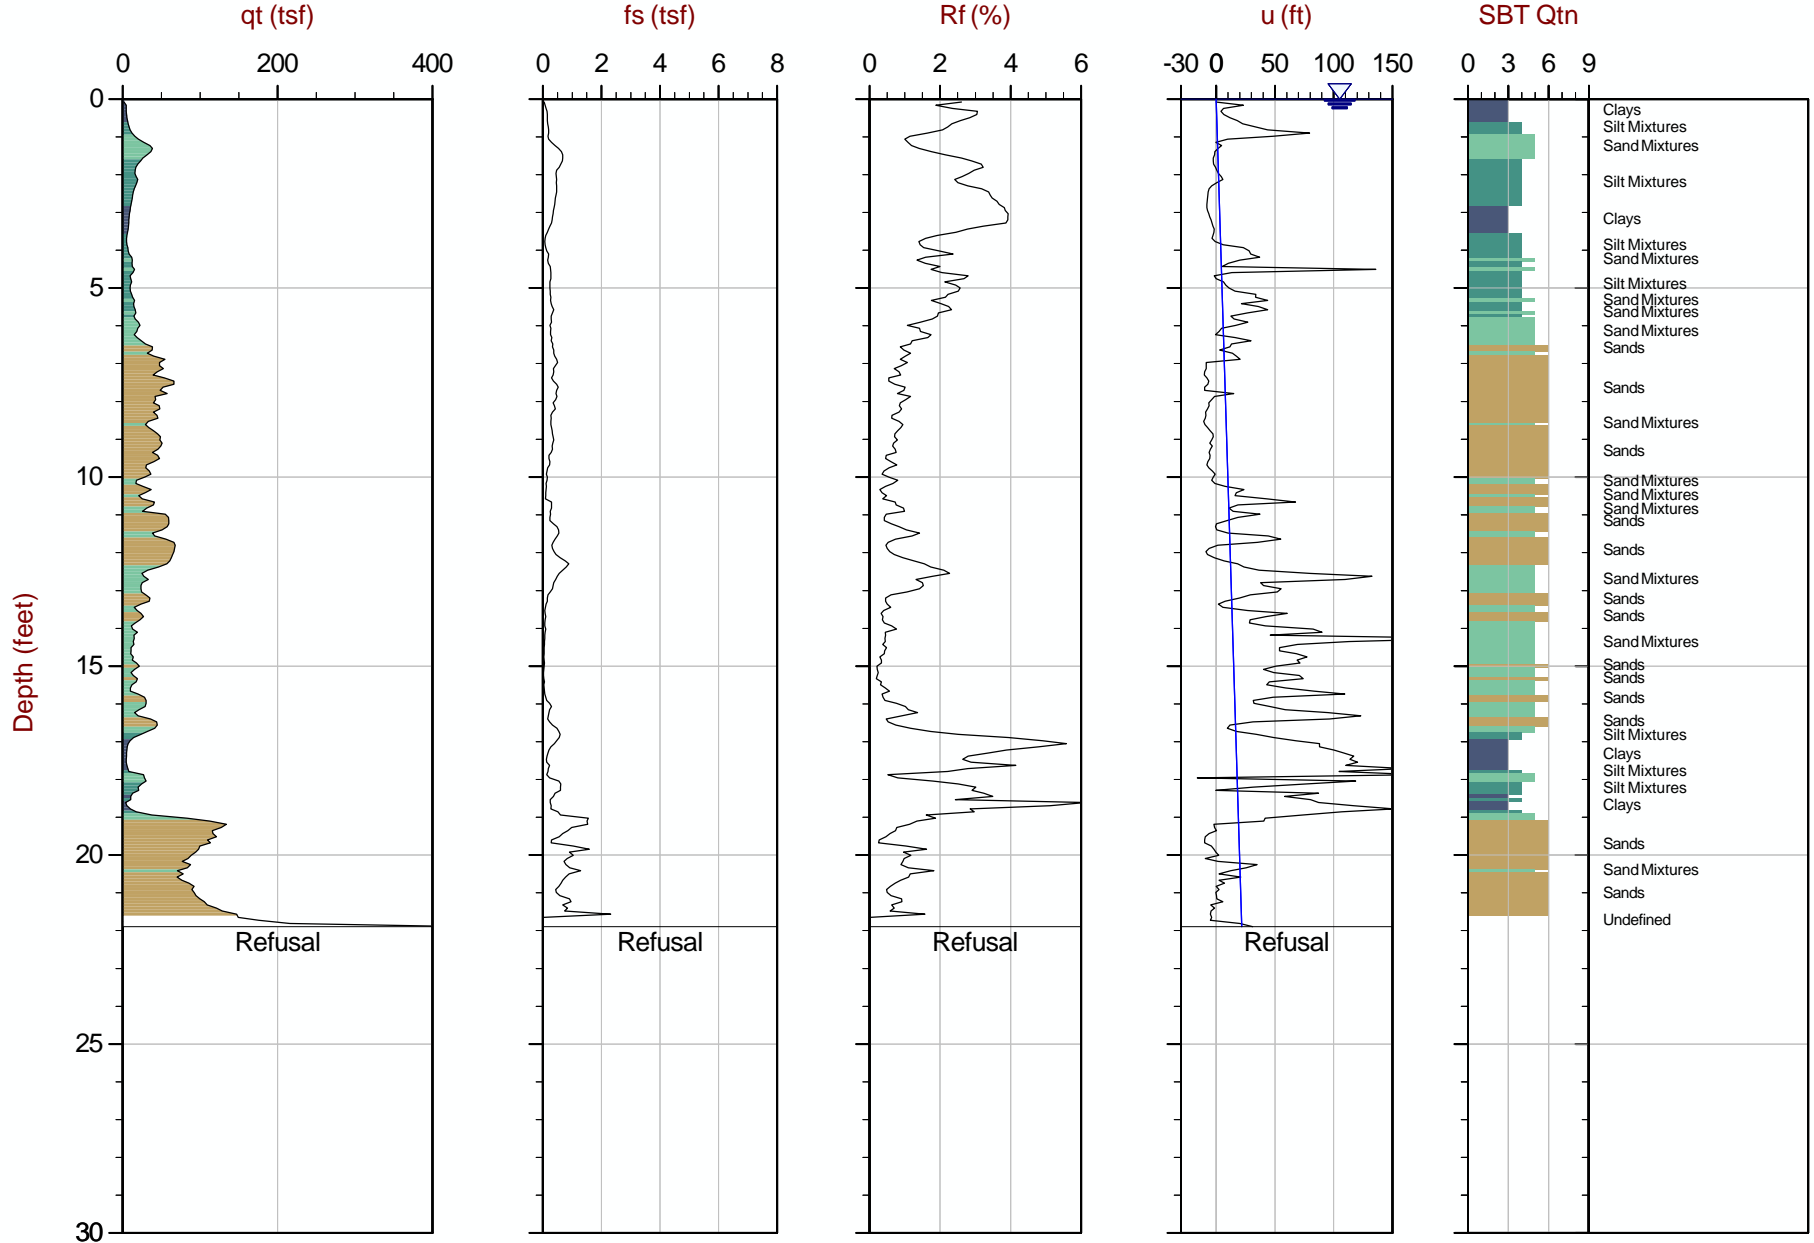 qt (tsf) fs (tsf) Rf (%) u (ft) SBT Qtn
0 200 400 0 2 4 6 8 0 2 4 6 -30 0 50 100 150 0 3 6 9
0
5
10
15
20
25
30
Depth (feet)
Clays
Silt Mixtures
Sand Mixtures
Silt Mixtures
Clays
Silt Mixtures
Sand Mixtures
Silt Mixtures
Sand Mixtures
Sand Mixtures
Sand Mixtures
Sands
Sands
Sand Mixtures
Sands
Sand Mixtures
Sand Mixtures
Sand Mixtures
Sands
Sands
Sand Mixtures
Sands
Sands
Sand Mixtures
Sands
Sands
Sands
Sands
Silt Mixtures
Clays
Silt Mixtures
Silt Mixtures
Clays
Sands
Sand Mixtures
Sands
Undefined
Refusal Refusal Refusal Refusal